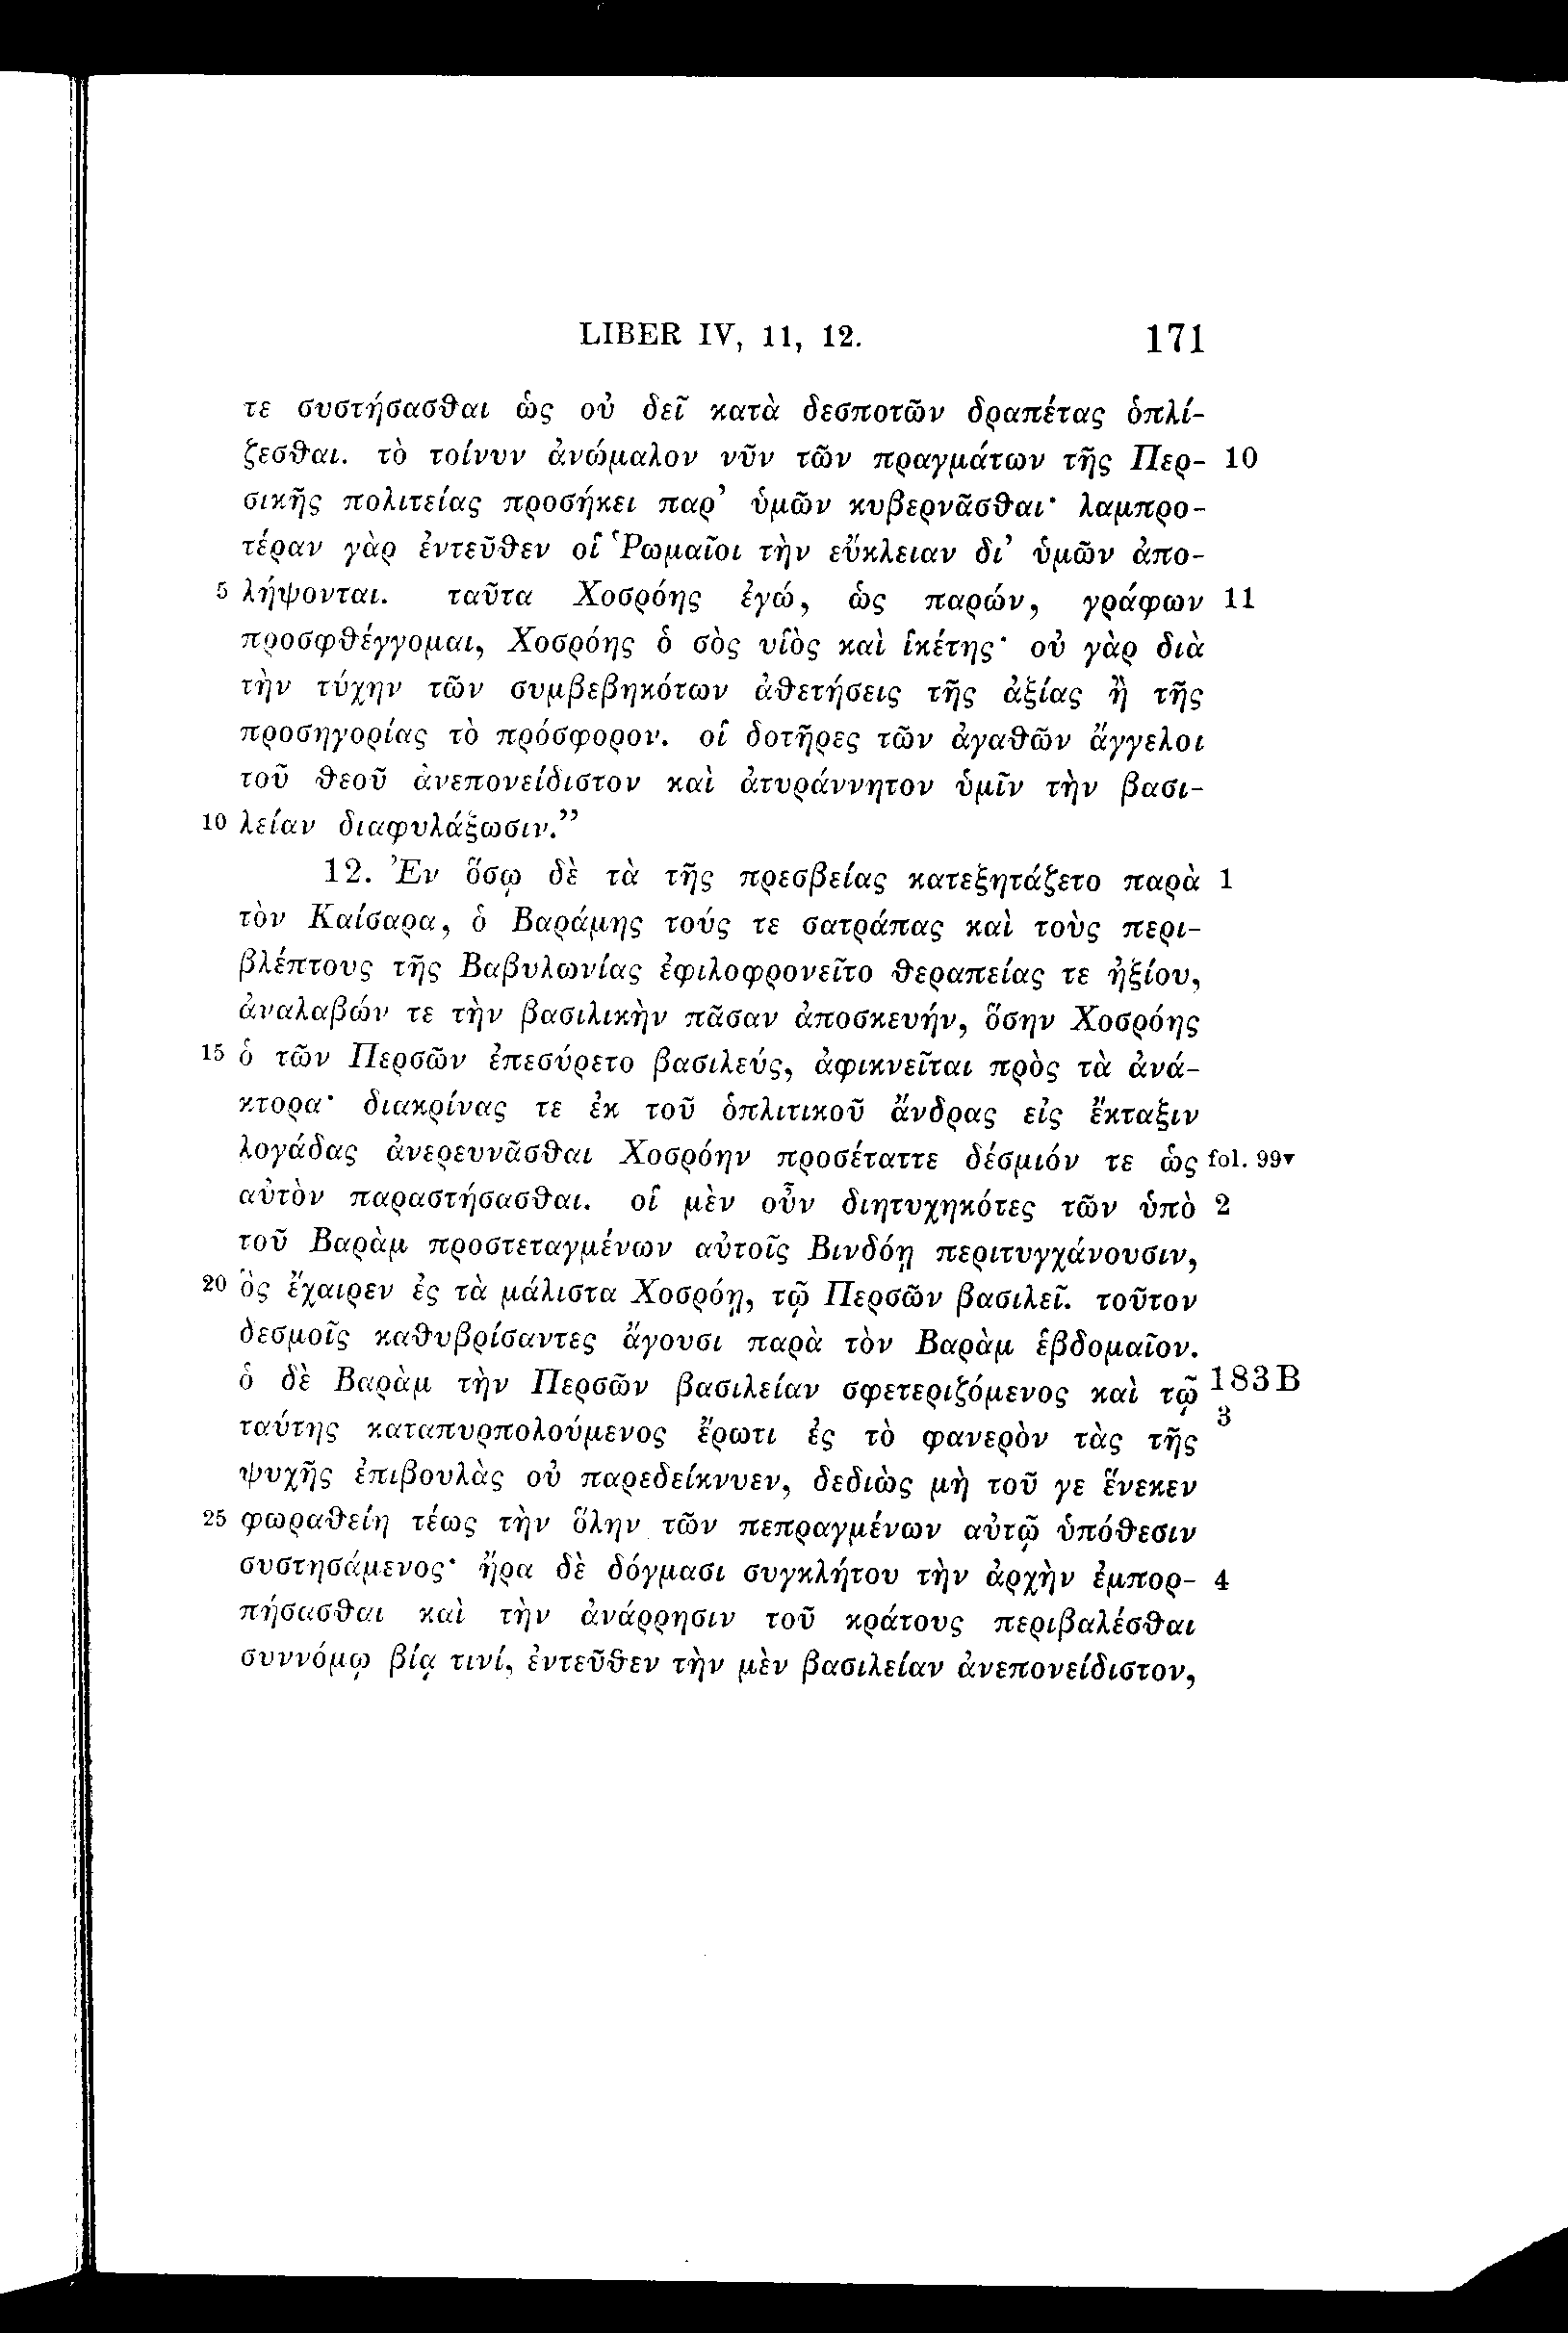 LIBER IV, 11, 12. 171
τε συστήσασθαι ὡς οὐ δεῖ κατὰ δεσποτῶν δραπέτας ὁπλί-
ζεσθαι. τὸ τοίνυν ἀνώμαλον νῦν τῶν πραγμάτων τῆς Περ- 10
σικῆς πολιτείας προσήκει παρ’ ὑμῶν κυβερνᾶσθαι· λαμπρο-
τέραν γὰρ ἐντεῦθεν οἱ Ῥωμαῖοι τὴν εὔκλειαν δι’ ὑμῶν ἀπο-
5 λήψονται. ταῦτα Χοσρόης ἐγώ, ὡς παρών, γράφων 11
προσφθέγγομαι, Χοσρόης ὁ σὸς υἱὸς καὶ ἱκέτης· οὐ γὰρ διὰ
τὴν τύχην τῶν συμβεβηκότων ἀθετήσεις τῆς ἀξίας ἢ τῆς
προσηγορίας τὸ πρόσφορον. οἱ δοτῆρες τῶν ἀγαθῶν ἄγγελοι
τοῦ θεοῦ ἀνεπονείδιστον καὶ ἀτυράννητον ὑμῖν τὴν βασι-
10 λείαν διαφυλάξωσιν.”
12. Ἐν ὅσῳ δὲ τὰ τῆς πρεσβείας κατεξητάζετο παρὰ 1
τὸν Καίσαρα, ὁ Βαράμης τούς τε σατράπας καὶ τοὺς περι-
βλέπτους τῆς Βαβυλωνίας ἐφιλοφρονεῖτο θεραπείας τε ἠξίου,
ἀναλαβών τε τὴν βασιλικὴν πᾶσαν ἀποσκευήν, ὅσην Χοσρόης
15 ὁ τῶν Περσῶν ἐπεσύρετο βασιλεύς, ἀφικνεῖται πρὸς τὰ ἀνά-
κτορα· διακρίνας τε ἐκ τοῦ ὁπλιτικοῦ ἄνδρας εἰς ἔκταξιν
λογάδας ἀνερευνᾶσθαι Χοσρόην προσέταττε δέσμιόν τε ὡς fol. 99v
αὐτὸν παραστήσασθαι. οἱ μὲν οὖν διητυχηκότες τῶν ὑπὸ 2
τοῦ Βαρὰμ προστεταγμένων αὐτοῖς Βινδόῃ περιτυγχάνουσιν,
20 ὃς ἔχαιρεν ἐς τὰ μάλιστα Χοσρόῃ, τῷ Περσῶν βασιλεῖ. τοῦτον
δεσμοῖς καθυβρίσαντες ἄγουσι παρὰ τὸν Βαρὰμ ἑβδομαῖον.
ὁ δὲ Βαρὰμ τὴν Περσῶν βασιλείαν σφετεριζόμενος καὶ τῷ 183B
3
ταύτης καταπυρπολούμενος ἔρωτι ἐς τὸ φανερὸν τὰς τῆς
ψυχῆς ἐπιβουλὰς οὐ παρεδείκνυεν, δεδιὼς μὴ τοῦ γε ἕνεκεν
25 φωραθείη τέως τὴν ὅλην τῶν πεπραγμένων αὐτῷ ὑπόθεσιν
συστησάμενος· ἤρα δὲ δόγμασι συγκλήτου τὴν ἀρχὴν ἐμπορ- 4
πήσασθαι καὶ τὴν ἀνάρρησιν τοῦ κράτους περιβαλέσθαι
συννόμῳ βίᾳ τινί, ἐντεῦθεν τὴν μὲν βασιλείαν ἀνεπονείδιστον,